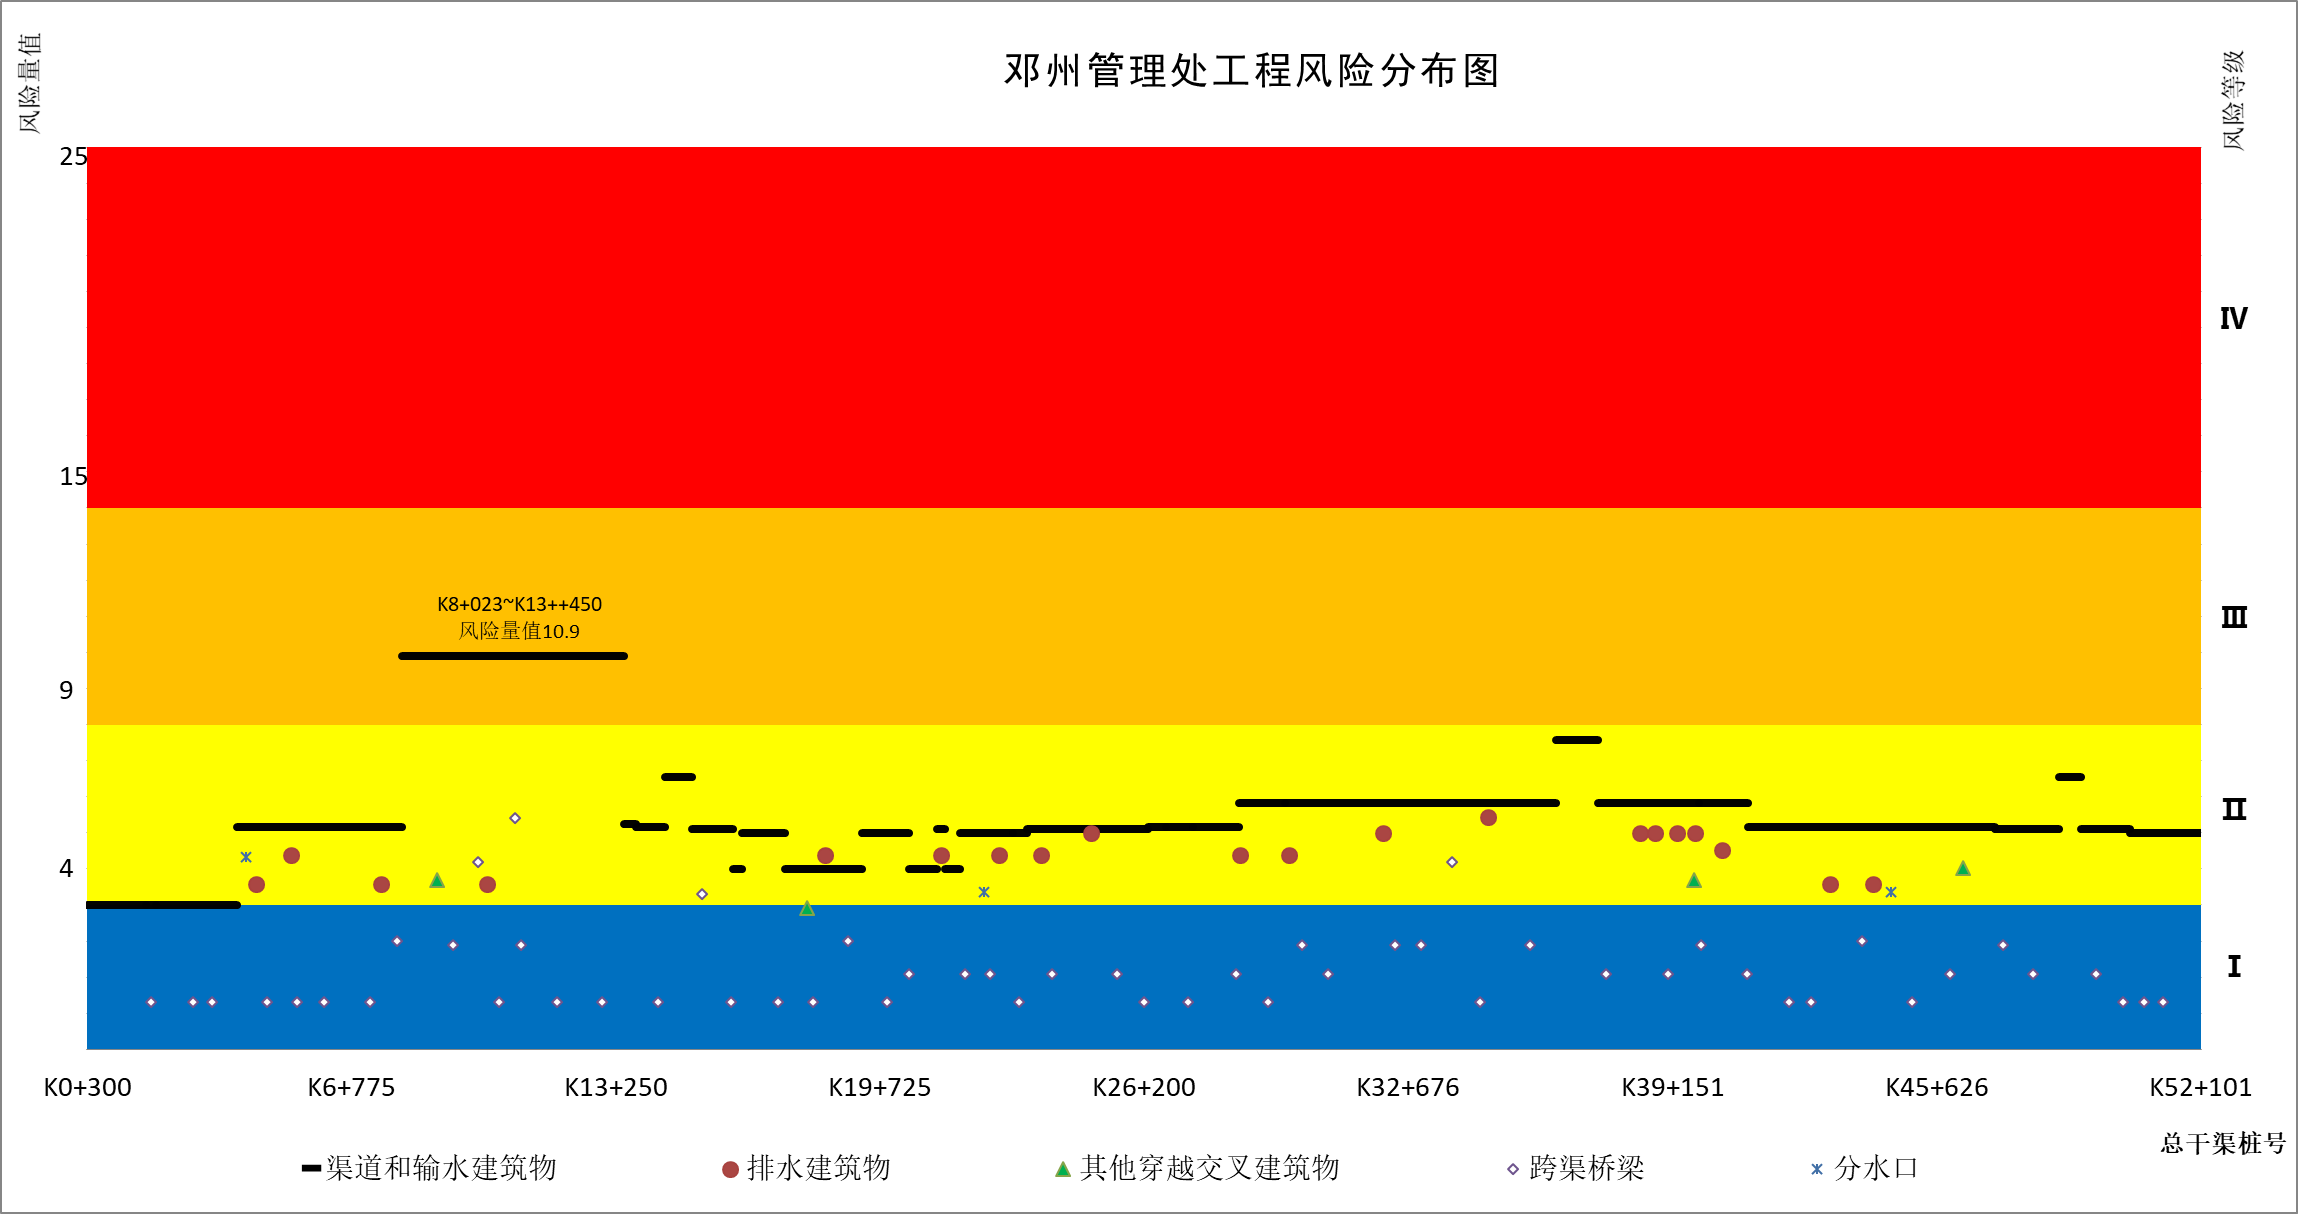 邓州管理处工程风险分布图
风险量值
风险等级
25
15
9
4
IV
III
II
I
K8+023~K13++450
风险量值10.9
K0+300
K6+775
K13+250
K19+725
K26+200
K32+676
K39+151
K45+626
K52+101
总干渠桩号
渠道和输水建筑物
排水建筑物
其他穿越交叉建筑物
跨渠桥梁
分水口